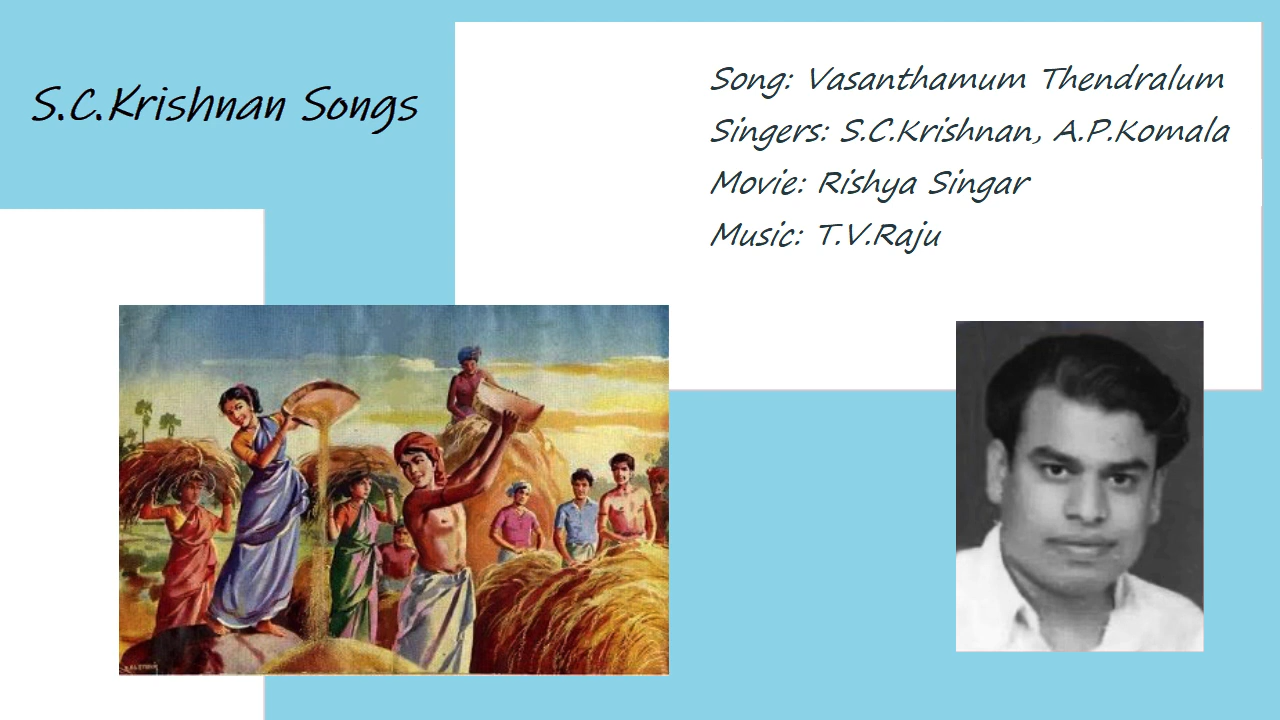 S.C.Krishnan Songs
Song: Vasanthamum Thendralum
Singers: S.C.Krishnan, A.P.Komala
Movie: Rishya Singar
Music: T.V.Raju